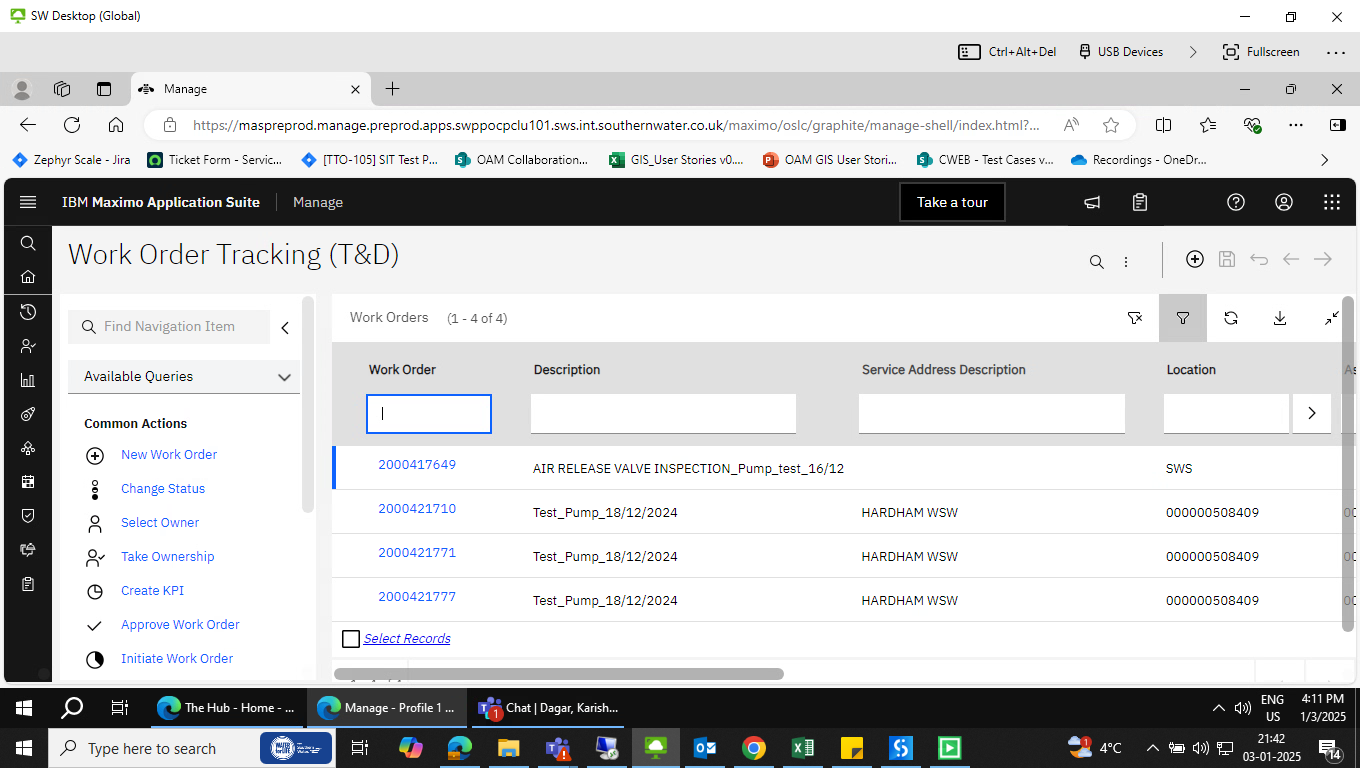 SW Desktop (Global)
Ctrl+Alt+Del
USB Devices
Fullscreen
Manage
https://maspreprod.manage.preprod.apps.swppocpclu101.sws.int.southernwater.co.uk/maximo/oslc/graphite/manage-shell/index.html?...
Zephyr Scale - Jira
Ticket Form - Servic...
[TTO-105] SIT Test P...
OAM Collaboration...
GIS_User Stories v0....
OAM GIS User Stori...
CWEB - Test Cases v...
Recordings - OneDr...
IBM Maximo Application Suite
Manage
Take a tour
Work Order Tracking (T&D)
Find Navigation Item
Available Queries
Common Actions
New Work Order
Change Status
Select Owner
Take Ownership
Create KPI
Approve Work Order
Initiate Work Order
Work Orders (1 - 4 of 4)
Work Order Description Service Address Description Location As
2000417649 AIR RELEASE VALVE INSPECTION_Pump_test_16/12 SWS
2000421710 Test_Pump_18/12/2024 HARDHAM WSW 000000508409 00
2000421771 Test_Pump_18/12/2024 HARDHAM WSW 000000508409 00
2000421777 Test_Pump_18/12/2024 HARDHAM WSW 000000508409 00
Select Records
The Hub - Home - ...
Manage - Profile 1 ...
1
Chat | Dagar, Karish...
ENG
US
4:11 PM
1/3/2025
Type here to search
1
4°C
21:42
03-01-2025
14